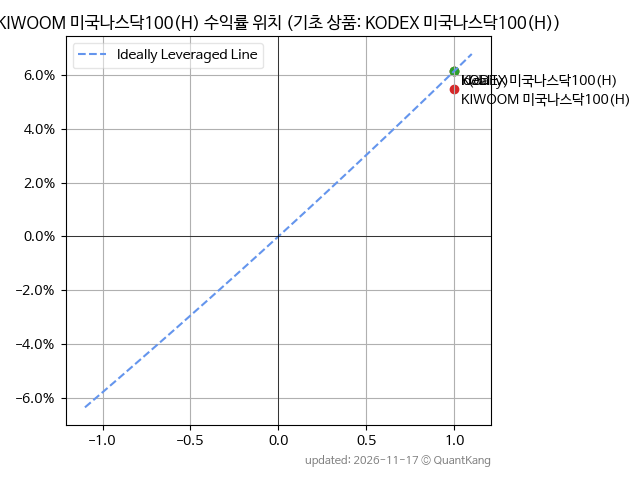 KIWOOM 미국나스닥100(H) 수익률 위치 (기초 상품: KODEX 미국나스닥100(H))
Ideally Leveraged Line
6.0%
KODEX 미국나스닥100(H)
KIWOOM 미국나스닥100(H)
4.0%
2.0%
0.0%
-2.0%
-4.0%
-6.0%
-1.0 -0.5 0.0 0.5 1.0
updated: 2026-11-17 © QuantKang